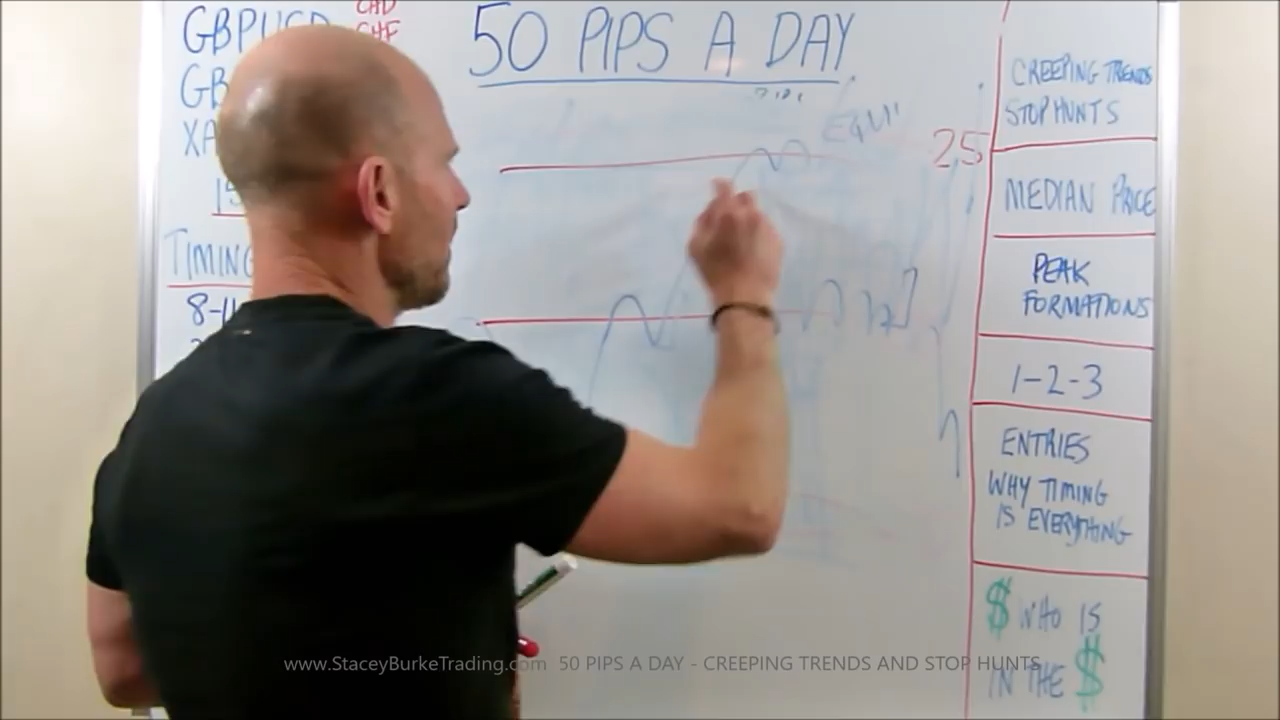 GBPUSD
CAD
CHF
GB
XA
15
TIMING
8-11
50 PIPS A DAY
EQUI
25
CREEPING TRENDS
STOP HUNTS
MEDIAN PRICE
PEAK
FORMATIONS
1-2-3
ENTRIES
WHY TIMING
IS EVERYTHING
$ WHO IS
IN THE $
www.StaceyBurkeTrading.com 50 PIPS A DAY - CREEPING TRENDS AND STOP HUNTS